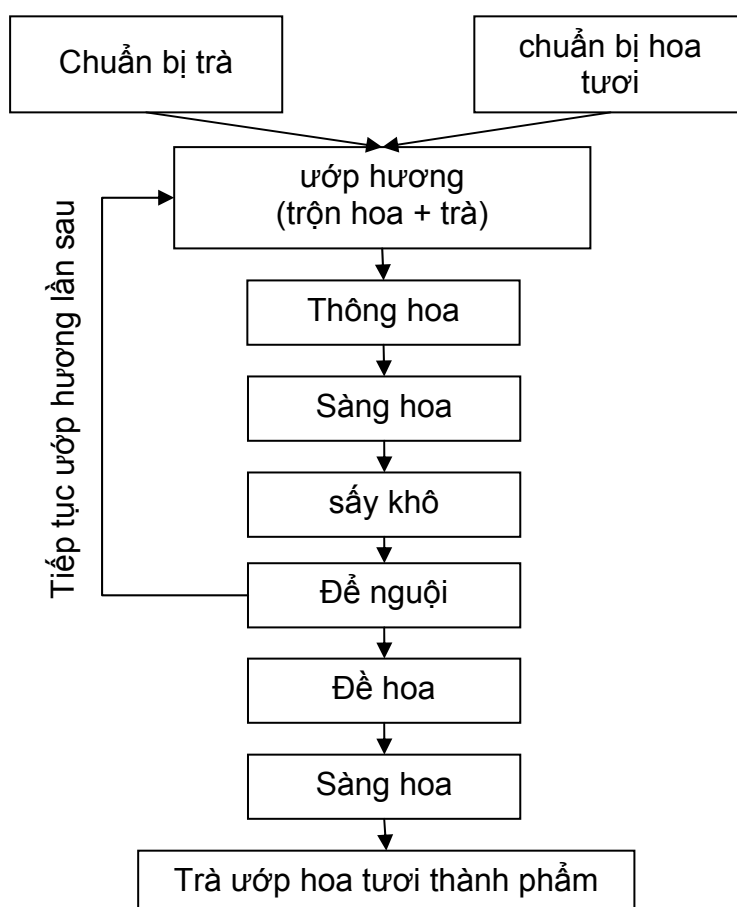 Chuẩn bị trà
chuẩn bị hoa
tươi
ướp hương
(trộn hoa + trà)
Tiếp tục ướp hương lần sau
Thông hoa
Sàng hoa
sấy khô
Để nguội
Đề hoa
Sàng hoa
Trà ướp hoa tươi thành phẩm